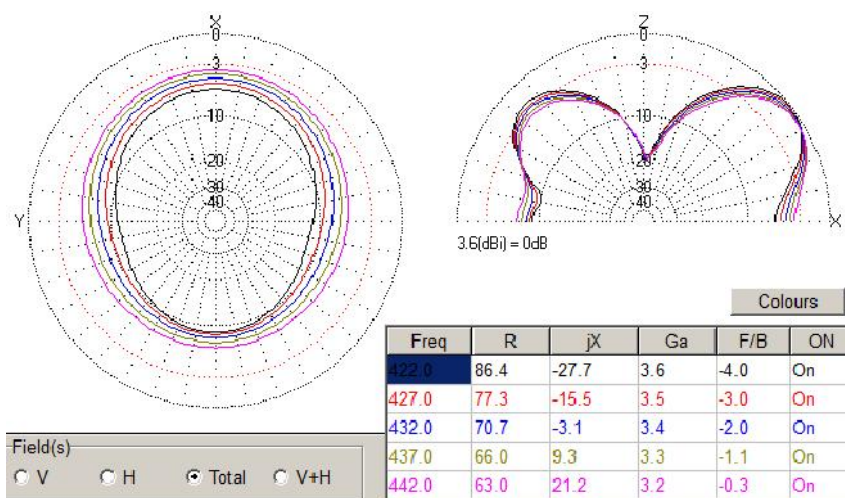 X
0
3
10
20
30
40
Y
Z
0
3
10
20
30
40
X
3.6(dBi) = 0dB
Colours
Freq R jX Ga F/B ON
422.0 86.4 -27.7 3.6 -4.0 On
427.0 77.3 -15.5 3.5 -3.0 On
432.0 70.7 -3.1 3.4 -2.0 On
437.0 66.0 9.3 3.3 -1.1 On
442.0 63.0 21.2 3.2 -0.3 On
Field(s)
V H Total V+H